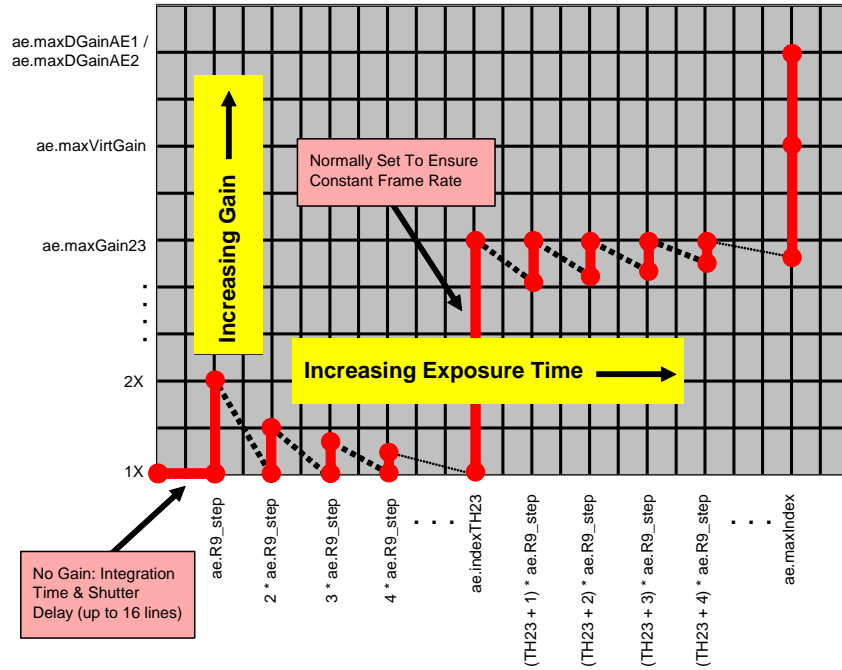 ae.maxDGainAE1 /
ae.maxDGainAE2
ae.maxVirtGain
ae.maxGain23
. . . .
2X
1X
Increasing Gain
Normally Set To Ensure
Constant Frame Rate
Increasing Exposure Time
No Gain: Integration
Time & Shutter
Delay (up to 16 lines)
ae.R9_step
2 * ae.R9_step
3 * ae.R9_step
4 * ae.R9_step
. . .
ae.indexTH23
(TH23 + 1) * ae.R9_step
(TH23 + 2) * ae.R9_step
(TH23 + 3) * ae.R9_step
(TH23 + 4) * ae.R9_step
. . .
ae.maxIndex